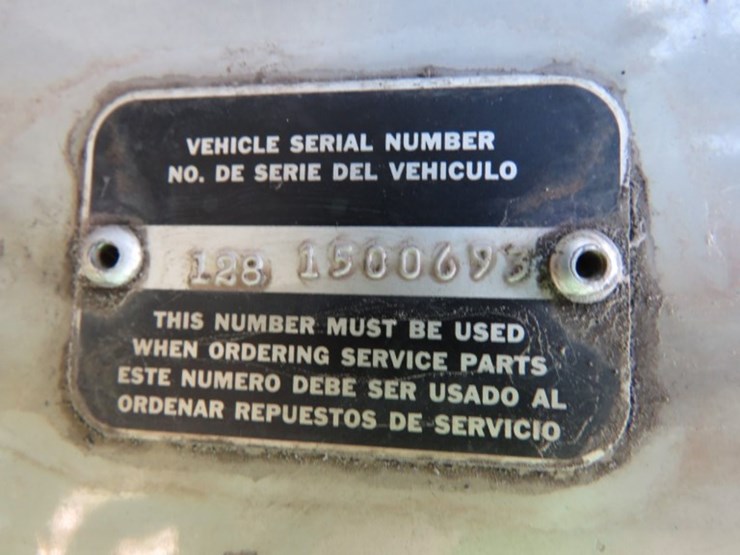 VEHICLE SERIAL NUMBER
NO. DE SERIE DEL VEHICULO
128 1500693
THIS NUMBER MUST BE USED
WHEN ORDERING SERVICE PARTS
ESTE NUMERO DEBE SER USADO AL
ORDENAR REPUESTOS DE SERVICIO